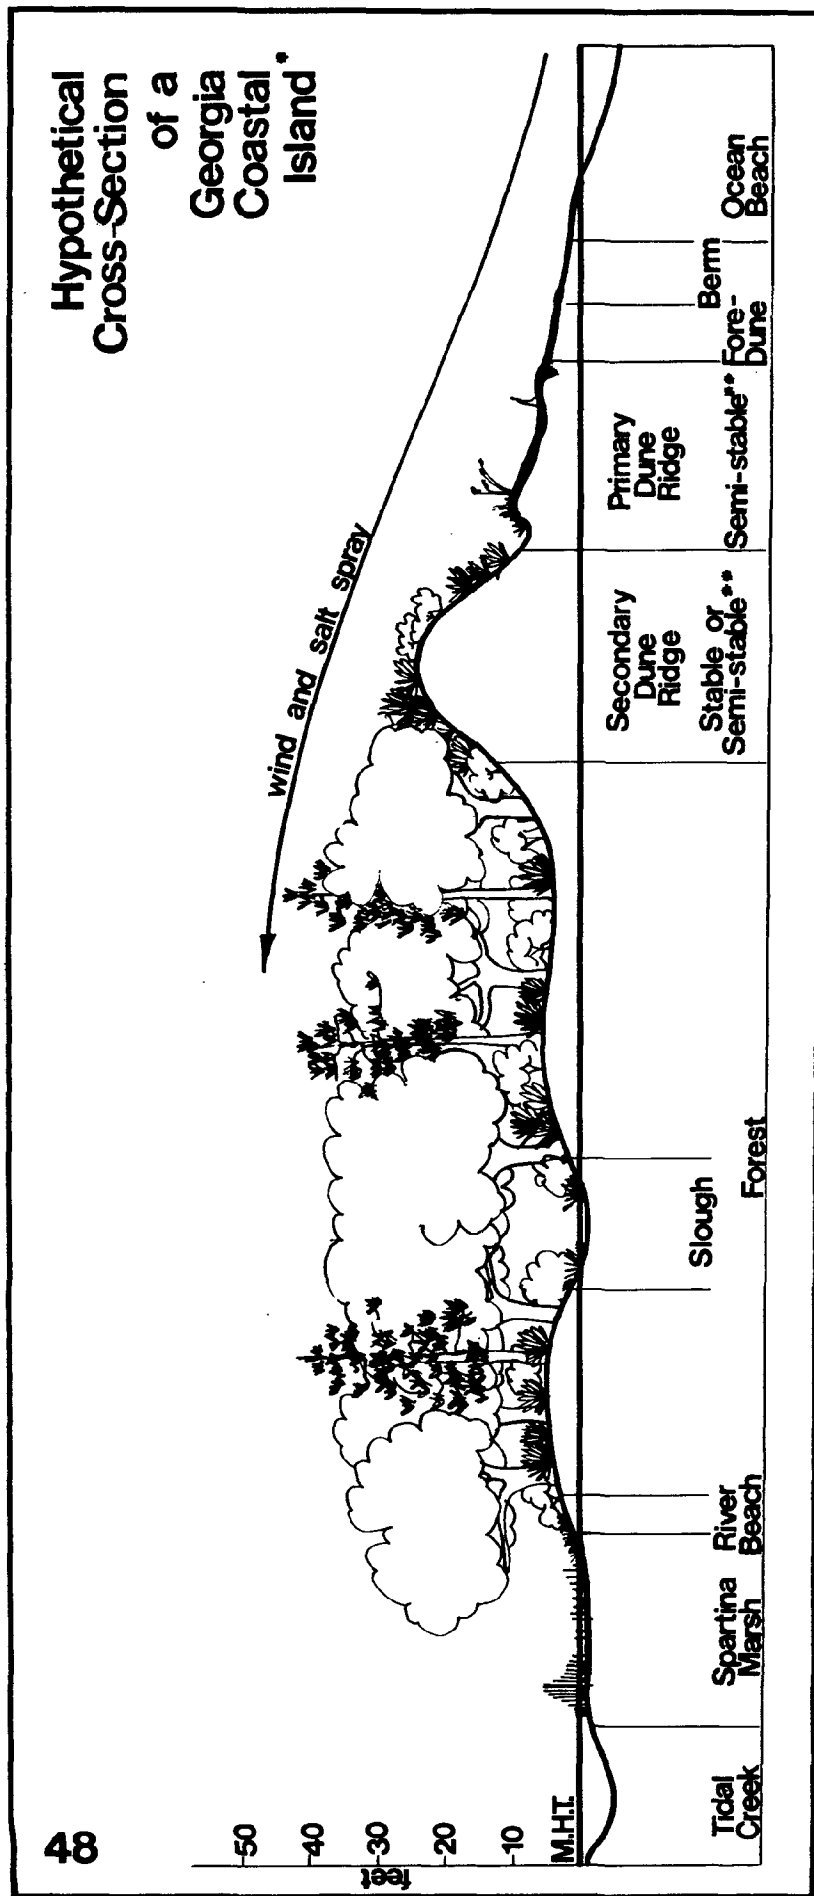 48
Hypothetical
Cross-Section
of a
Georgia
Coastal
Island*
wind and salt spray
50
40
30
20
10
feet
M.H.T.
Tidal
Creek
Spartina
Marsh
River
Beach
Slough
Forest
Secondary
Dune
Ridge
Stable or
Semi-stable**
Primary
Dune
Ridge
Semi-stable**
Fore-
Dune
Berm
Ocean
Beach